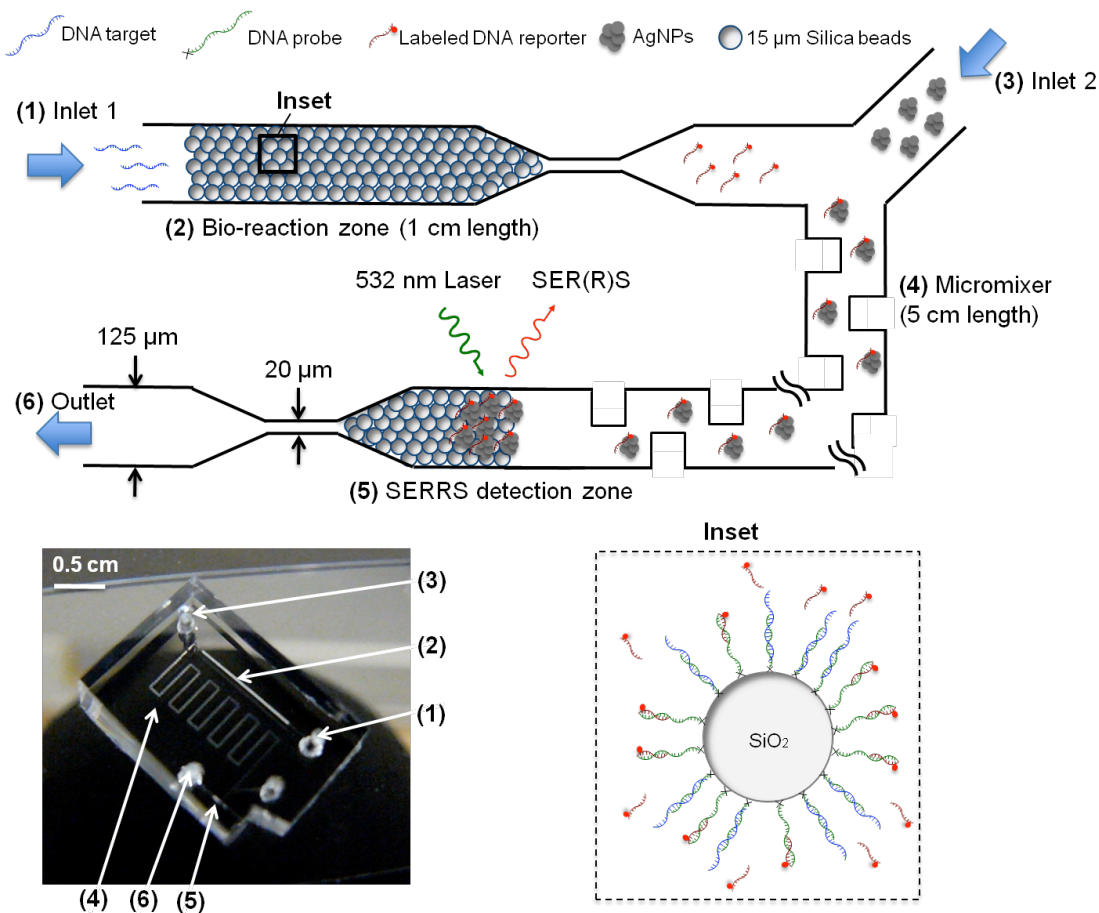 DNA target
DNA probe
Labeled DNA reporter
AgNPs
15 µm Silica beads
(1) Inlet 1
Inset
(3) Inlet 2
(2) Bio-reaction zone (1 cm length)
532 nm Laser
SER(R)S
(4) Micromixer
(5 cm length)
125 µm
20 µm
(6) Outlet
(5) SERRS detection zone
0.5 cm
(3)
(2)
(1)
(4)
(6)
(5)
Inset
SiO₂